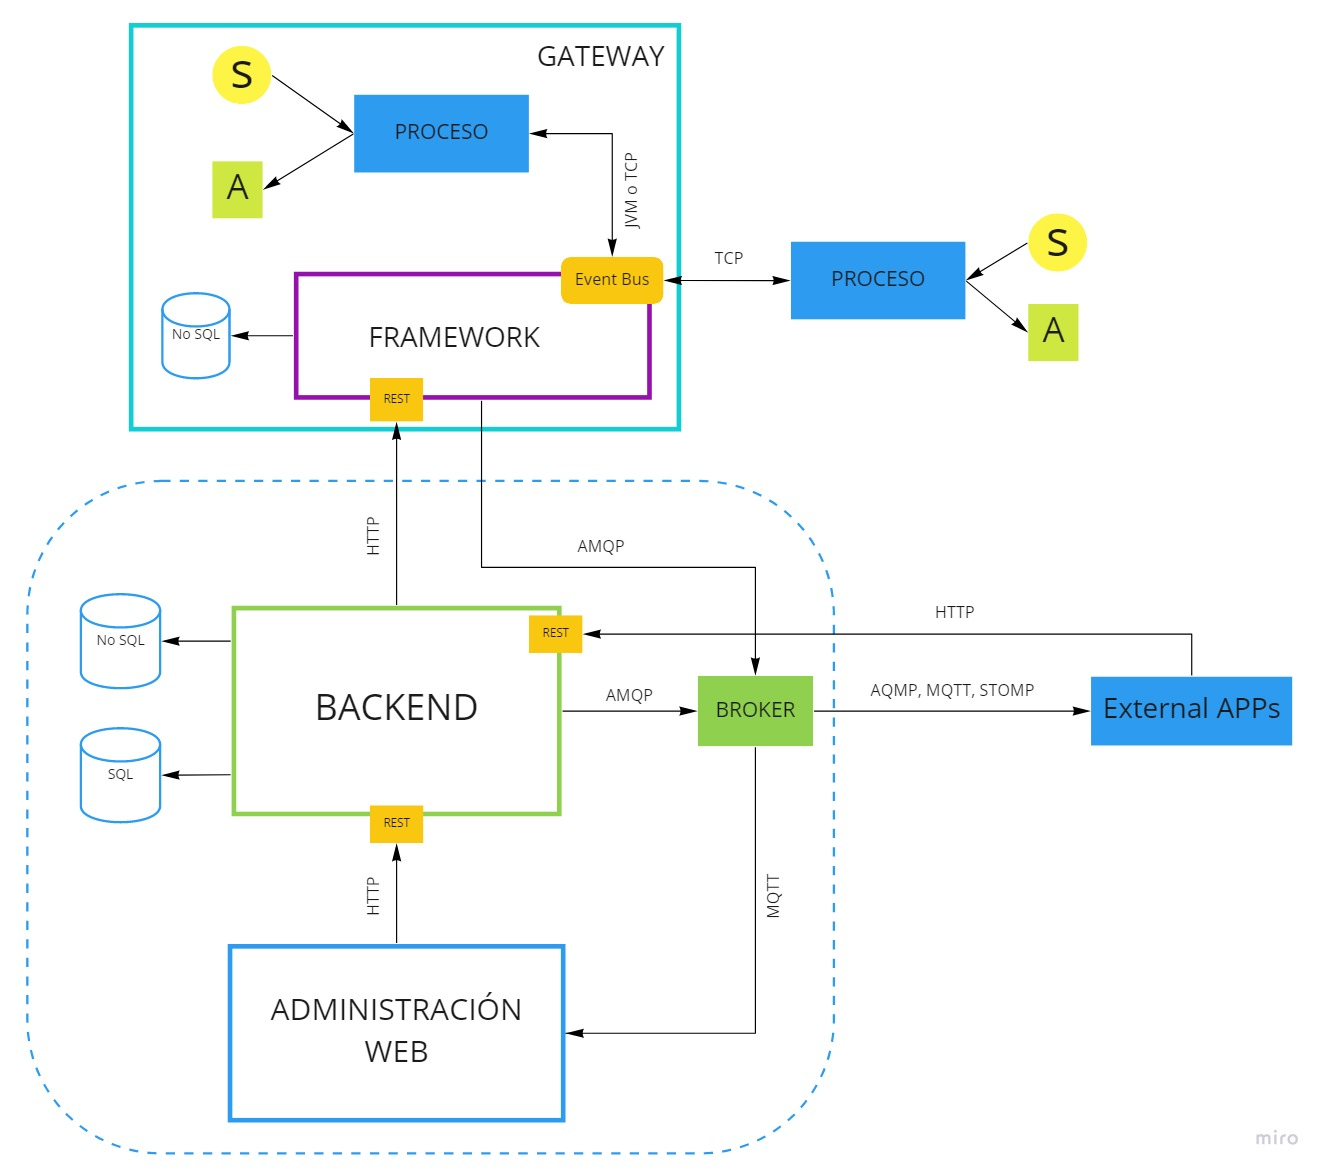 GATEWAY
S
PROCESO
A
JVM o TCP
Event Bus
TCP
PROCESO
S
A
No SQL
FRAMEWORK
REST
HTTP
AMQP
HTTP
No SQL
REST
BACKEND
AMQP
BROKER
AQMP, MQTT, STOMP
External APPs
SQL
REST
HTTP
MQTT
ADMINISTRACIÓN
WEB
miro